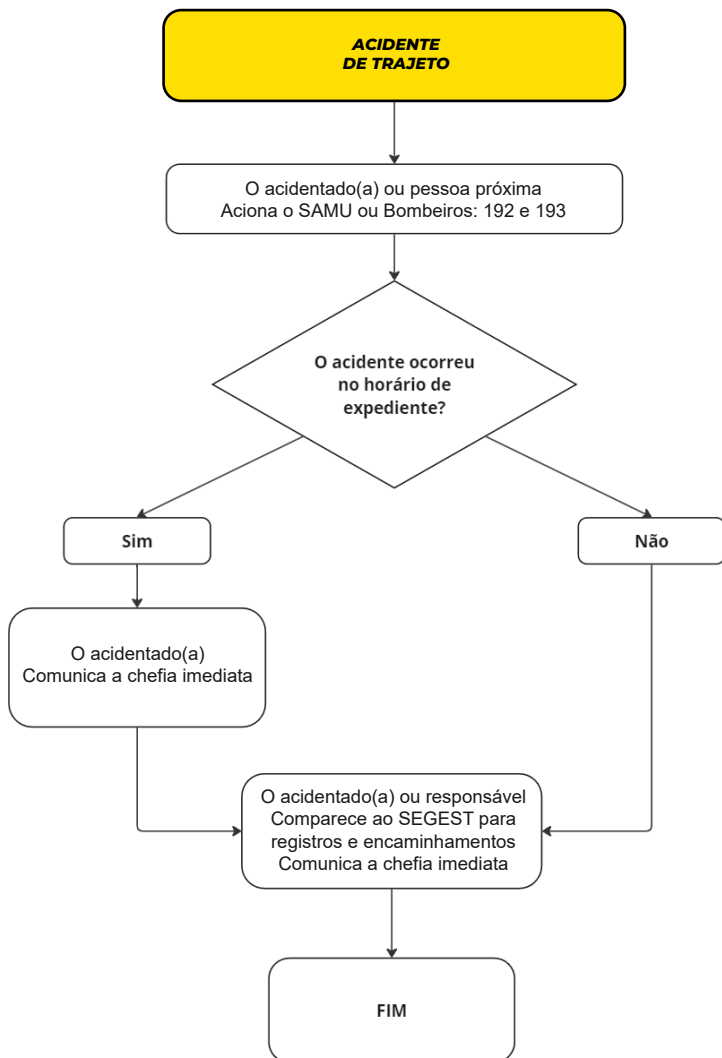 ACIDENTE
DE TRAJETO
O acidentado(a) ou pessoa próxima
Aciona o SAMU ou Bombeiros: 192 e 193
O acidente ocorreu
no horário de
expediente?
Sim
Não
O acidentado(a)
Comunica a chefia imediata
O acidentado(a) ou responsável
Comparece ao SEGEST para
registros e encaminhamentos
Comunica a chefia imediata
FIM